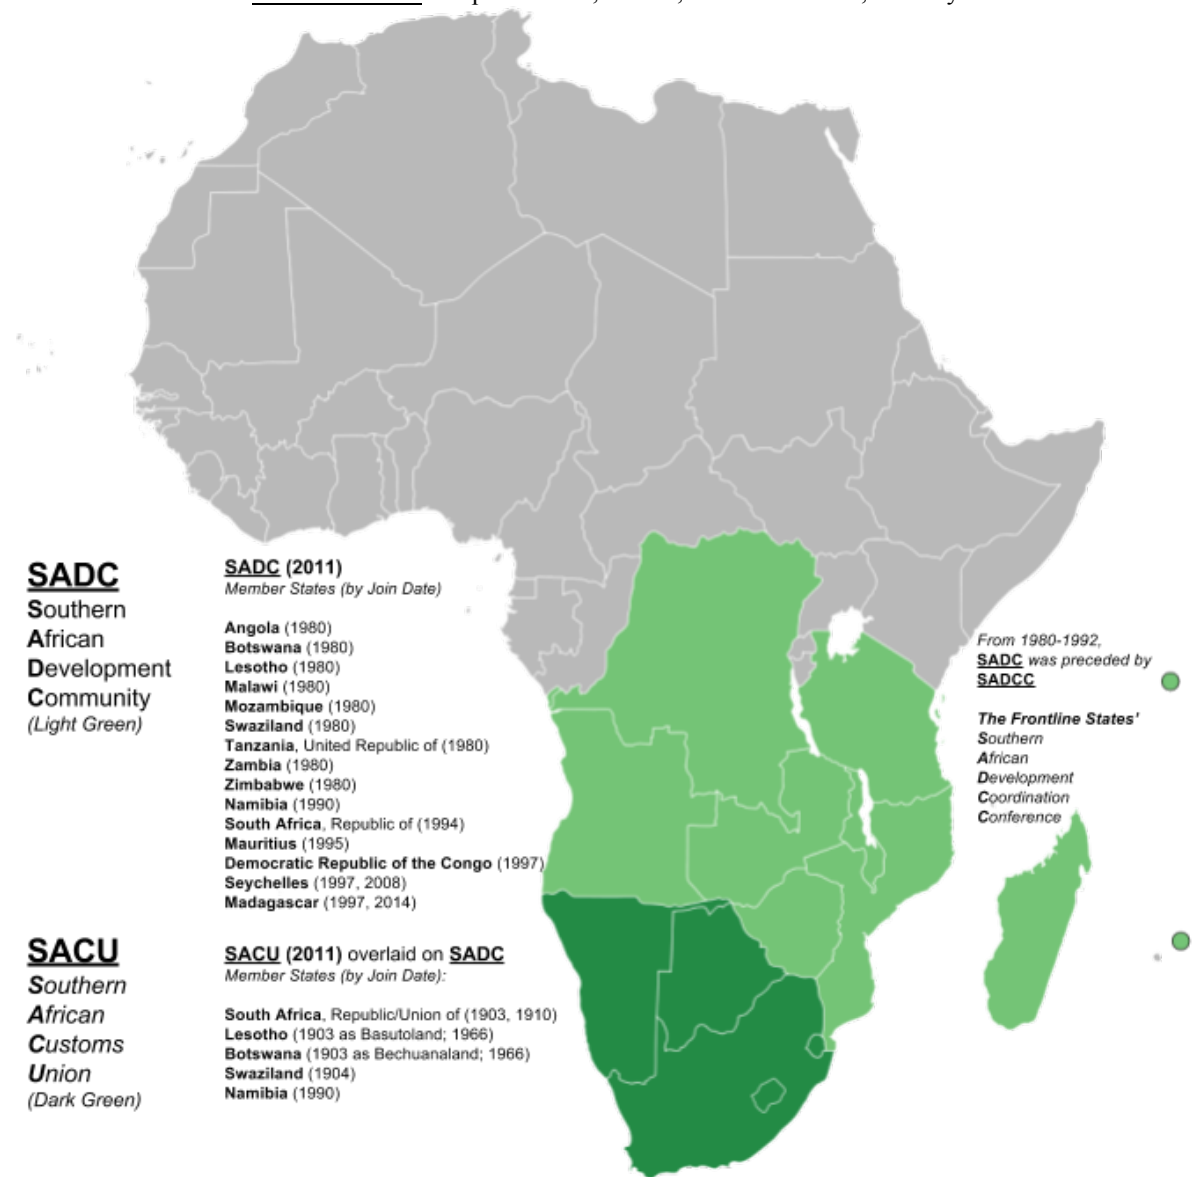 SADC
Southern
African
Development
Community
(Light Green)
SADC (2011)
Member States (by Join Date)
Angola (1980)
Botswana (1980)
Lesotho (1980)
Malawi (1980)
Mozambique (1980)
Swaziland (1980)
Tanzania, United Republic of (1980)
Zambia (1980)
Zimbabwe (1980)
Namibia (1990)
South Africa, Republic of (1994)
Mauritius (1995)
Democratic Republic of the Congo (1997)
Seychelles (1997, 2008)
Madagascar (1997, 2014)
From 1980-1992,
SADC was preceded by
SADCC
The Frontline States'
Southern
African
Development
Coordination
Conference
SACU
Southern
African
Customs
Union
(Dark Green)
SACU (2011) overlaid on SADC
Member States (by Join Date):
South Africa, Republic/Union of (1903, 1910)
Lesotho (1903 as Basutoland; 1966)
Botswana (1903 as Bechuanaland; 1966)
Swaziland (1904)
Namibia (1990)